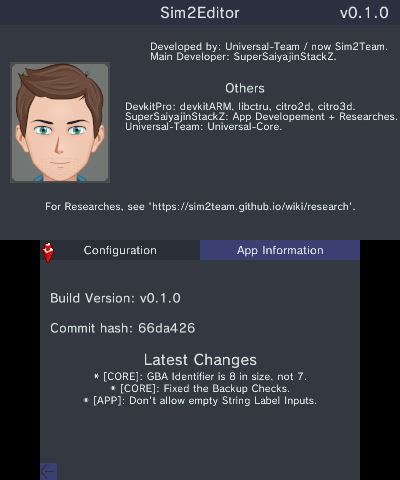 Sim2Editor v0.1.0
Developed by: Universal-Team / now Sim2Team.
Main Developer: SuperSaiyajinStackZ.
Others
DevkitPro: devkitARM, libctru, citro2d, citro3d.
SuperSaiyajinStackZ: App Developement + Researches.
Universal-Team: Universal-Core.
For Researches, see 'https://sim2team.github.io/wiki/research'.
Configuration App Information
Build Version: v0.1.0
Commit hash: 66da426
Latest Changes
* [CORE]: GBA Identifier is 8 in size, not 7.
* [CORE]: Fixed the Backup Checks.
* [APP]: Don't allow empty String Label Inputs.